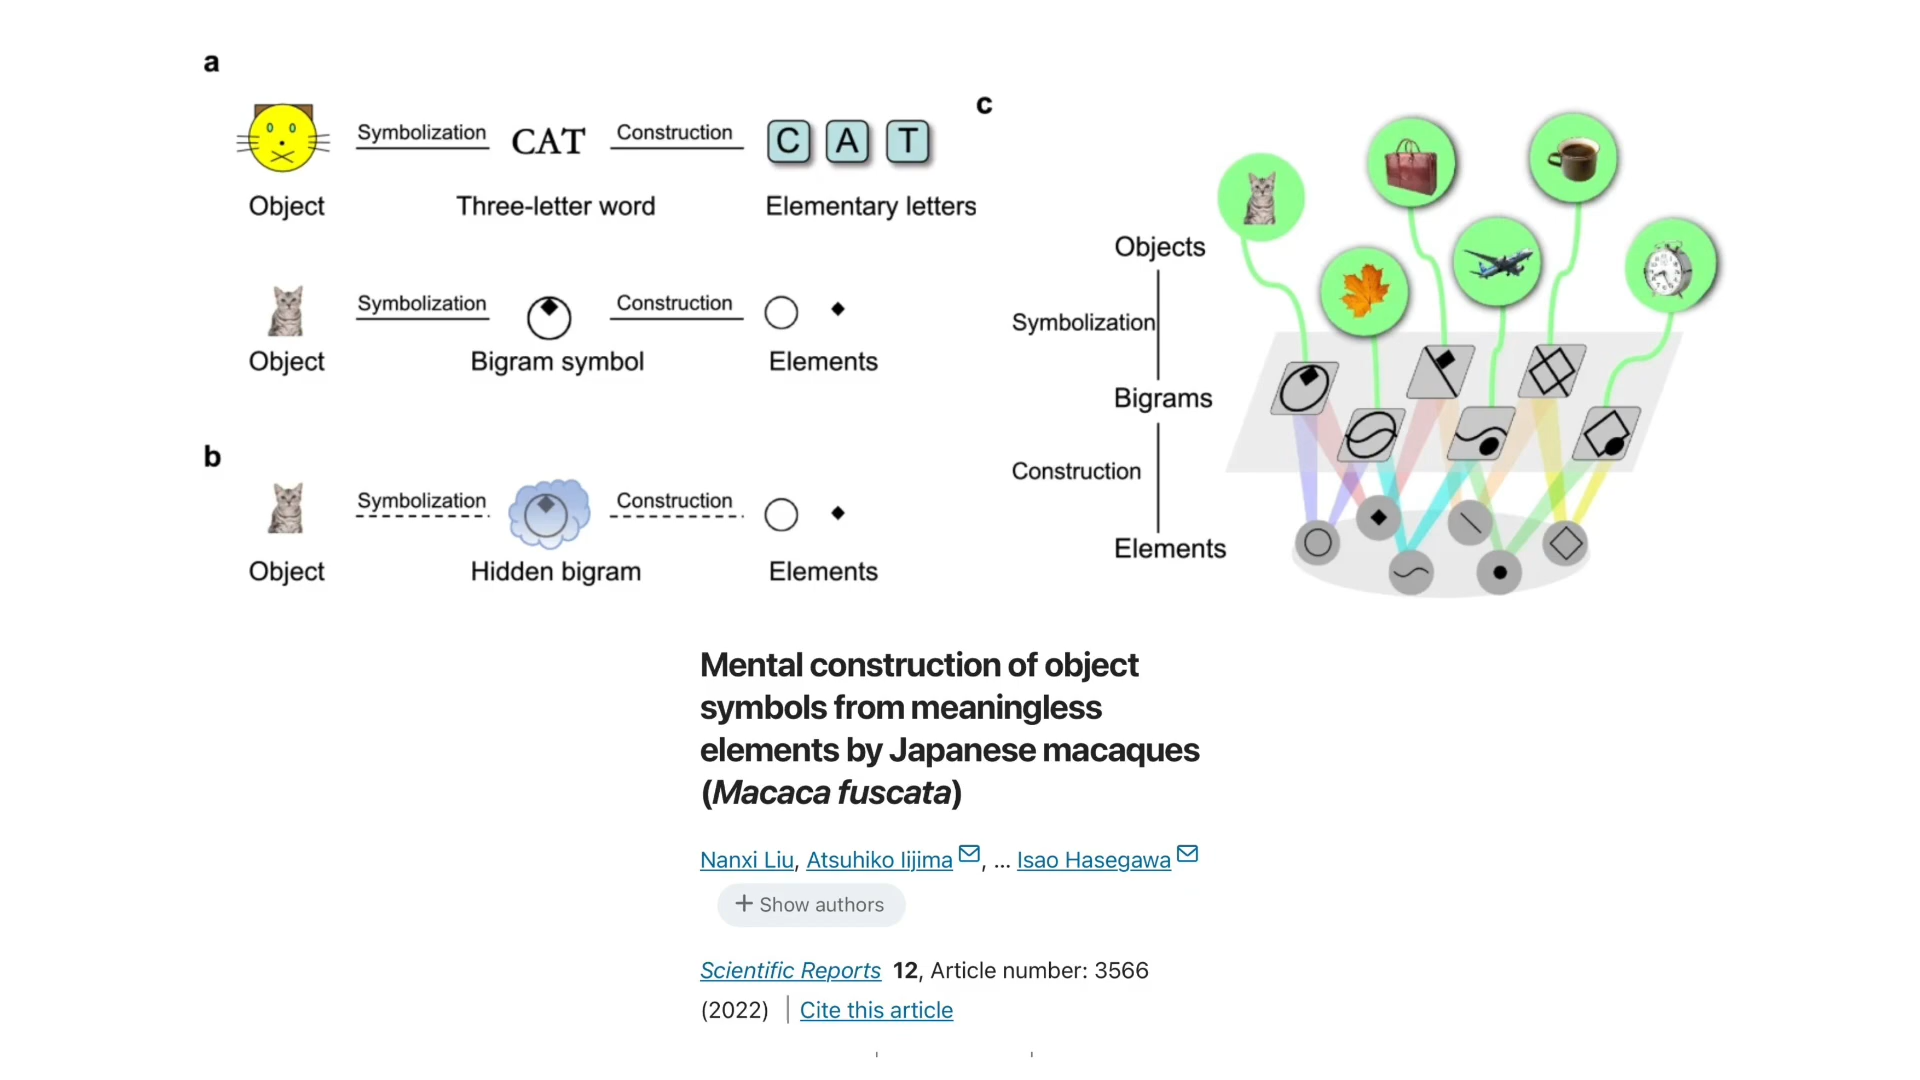 a
Symbolization CAT Construction C A T
Object Three-letter word Elementary letters
Symbolization Construction
Object Bigram symbol Elements
b
Symbolization Construction
Object Hidden bigram Elements
c
Objects
Symbolization
Bigrams
Construction
Elements
Mental construction of object
symbols from meaningless
elements by Japanese macaques
(Macaca fuscata)
Nanxi Liu, Atsuhiko Iijima, ... Isao Hasegawa
+ Show authors
Scientific Reports 12, Article number: 3566
(2022) | Cite this article